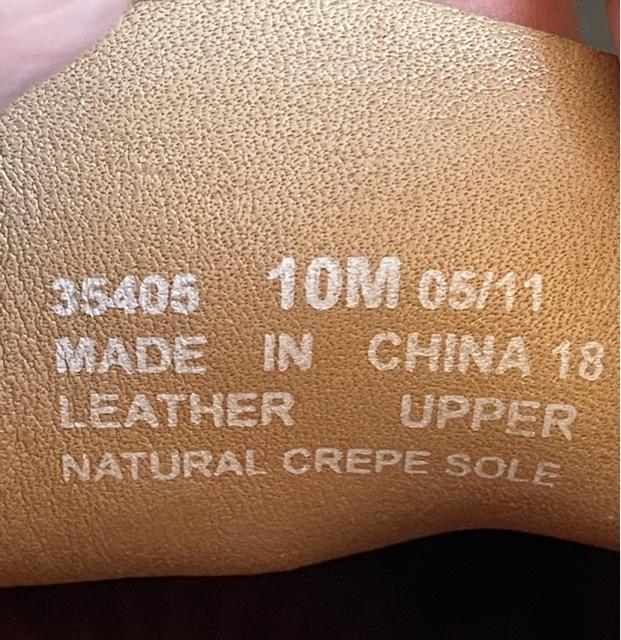 35405 10M 05/11
MADE IN CHINA 18
LEATHER UPPER
NATURAL CREPE SOLE